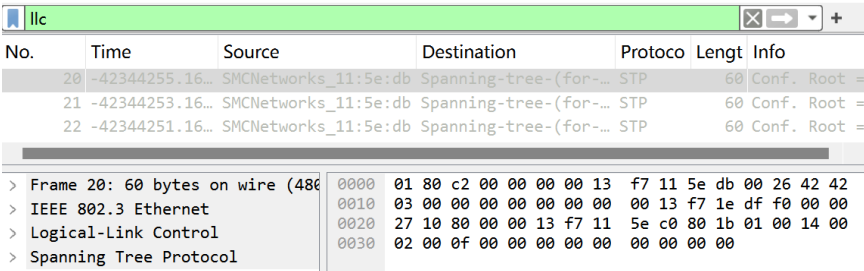 llc
No. Time Source Destination Protoco Lengt Info
20 -42344255.16… SMCNetworks_11:5e:db Spanning-tree-(for-… STP 60 Conf. Root =
21 -42344253.16… SMCNetworks_11:5e:db Spanning-tree-(for-… STP 60 Conf. Root =
22 -42344251.16… SMCNetworks_11:5e:db Spanning-tree-(for-… STP 60 Conf. Root =
> Frame 20: 60 bytes on wire (480
> IEEE 802.3 Ethernet
> Logical-Link Control
> Spanning Tree Protocol
0000 01 80 c2 00 00 00 00 13 f7 11 5e db 00 26 42 42
0010 03 00 00 00 00 00 00 00 13 f7 1e df f0 00 00
0020 27 10 80 00 00 13 f7 11 5e c0 80 1b 01 00 14 00
0030 02 00 0f 00 00 00 00 00 00 00 00 00